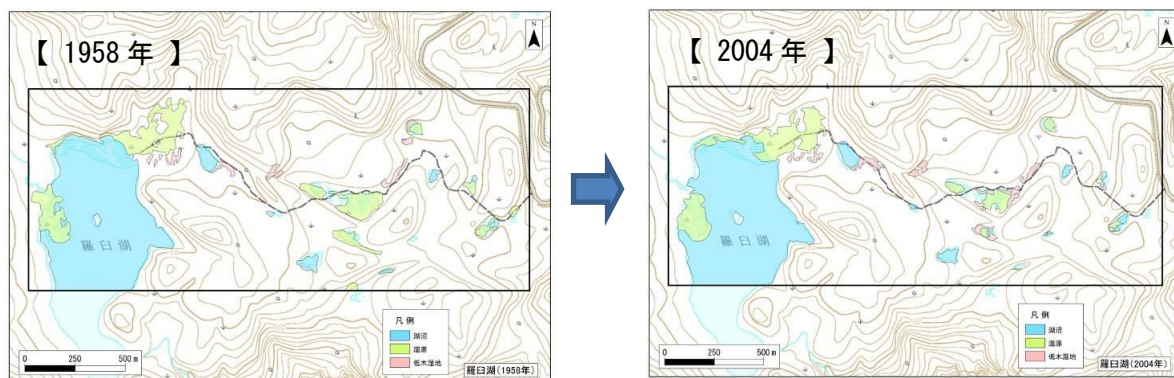 【 1958 年 】
N
羅臼湖
凡例
湖沼
湿原
低木湿地
0 250 500 m
羅臼湖(1958年)
【 2004 年 】
N
羅臼湖
凡例
湖沼
湿原
低木湿地
0 250 500 m
羅臼湖(2004年)